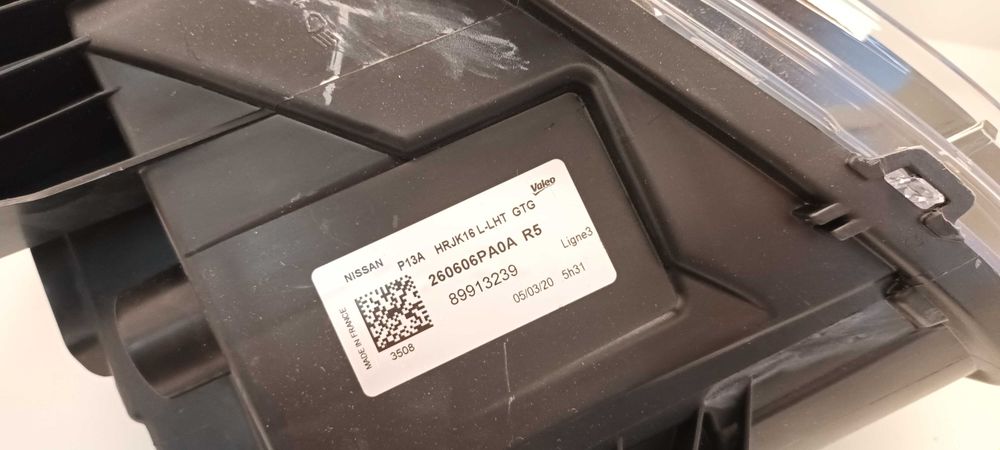 Valeo
NISSAN P13A HRJK16 L-LHT GTG
260606PA0A R5
89913239 Ligne3
05/03/20 5h31
MADE IN FRANCE
3508